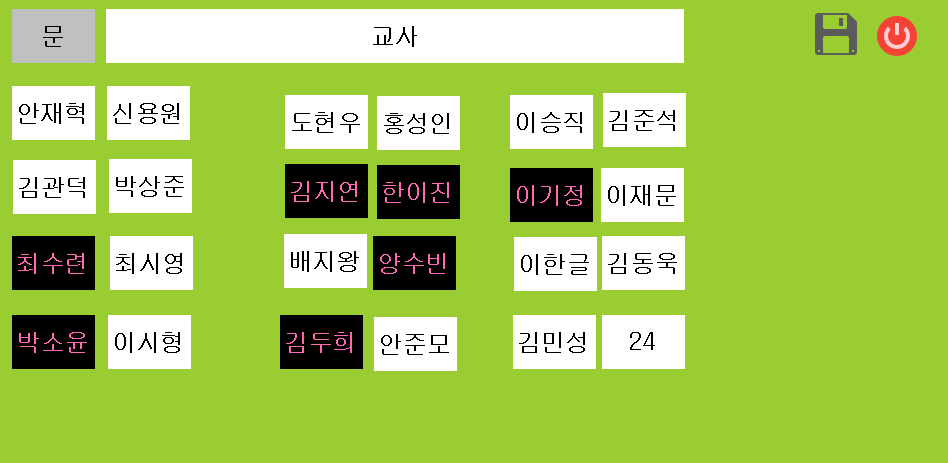 문 교사
안재혁 신용원 도현우 홍성인 이승직 김준석
김관덕 박상준 김지연 한이진 이기정 이재문
최수련 최시영 배지왕 양수빈 이한글 김동욱
박소윤 이시형 김두희 안준모 김민성 24